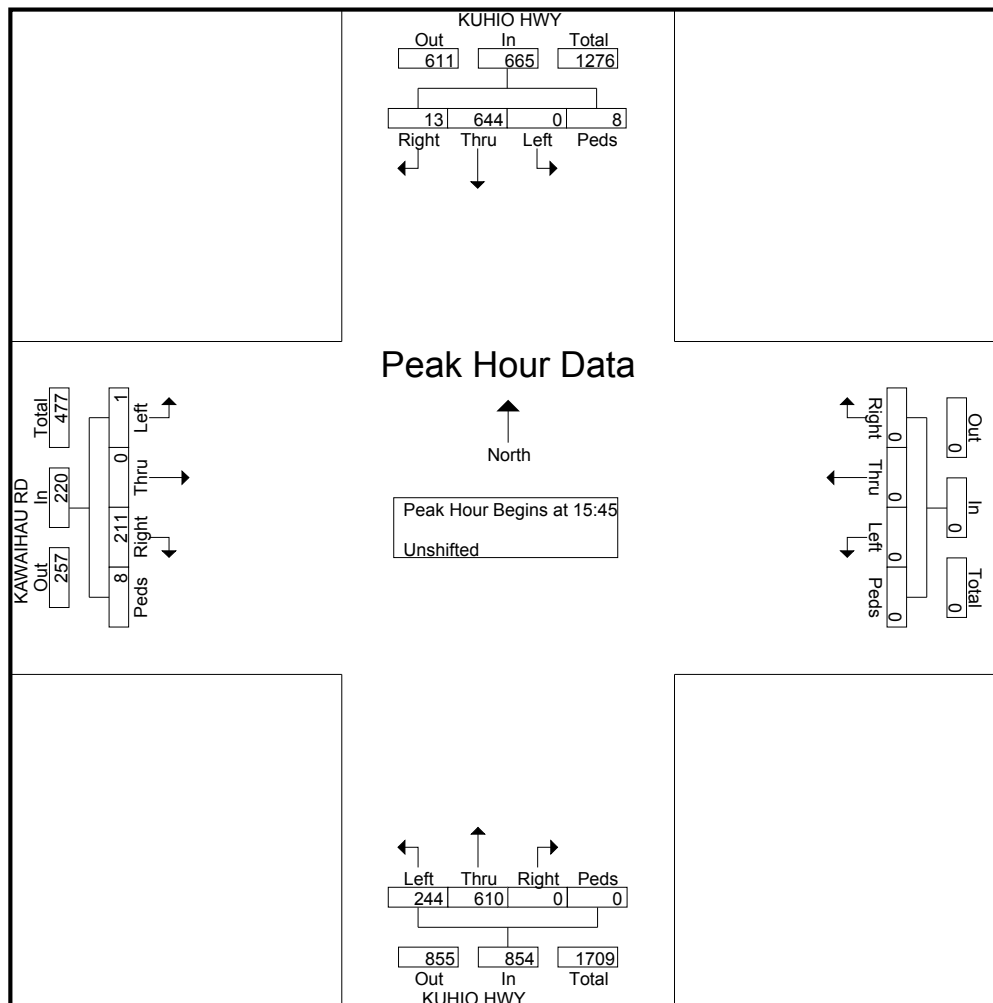 KUHIO HWY
Out In Total
611 665 1276
13 644 0 8
Right Thru Left Peds
Peak Hour Data
North
Peak Hour Begins at 15:45
Unshifted
KAWAIHAU RD
Out In Total
257 220 477
Left Thru Right Peds
1 0 211 8
Out In Total
0 0 0
Right Thru Left Peds
0 0 0 0
Left Thru Right Peds
244 610 0 0
855 854 1709
Out In Total
KUHIO HWY